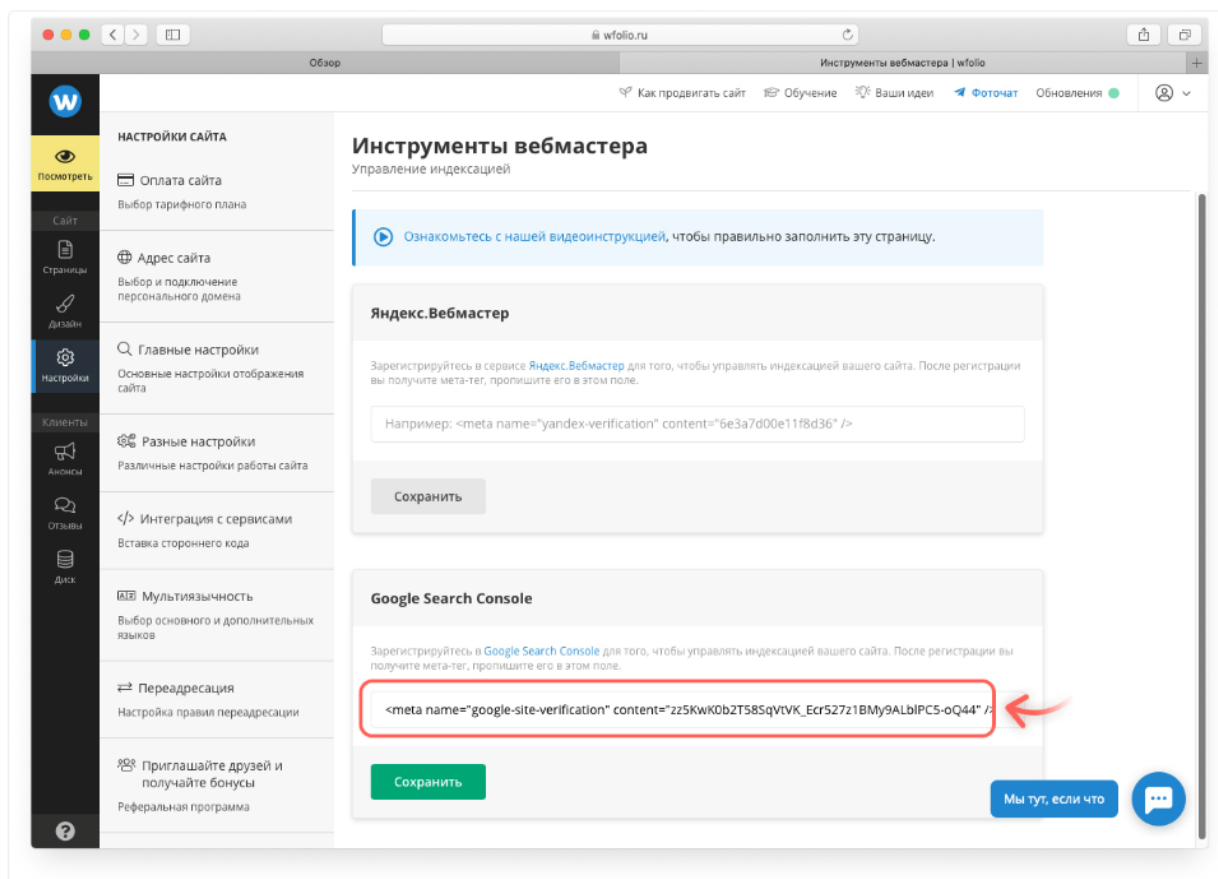 wfolio.ru
Обзор
Инструменты вебмастера | wfolio
Как продвигать сайт
Обучение
Ваши идеи
Фоточат
Обновления
W
Посмотреть
Сайт
Страницы
Дизайн
Настройки
Клиенты
Анонсы
Отзывы
Диск
НАСТРОЙКИ САЙТА
Оплата сайта
Выбор тарифного плана
Адрес сайта
Выбор и подключение
персонального домена
Главные настройки
Основные настройки отображения
сайта
Разные настройки
Различные настройки работы сайта
</> Интеграция с сервисами
Вставка стороннего кода
Мультиязычность
Выбор основного и дополнительных
языков
Переадресация
Настройка правил переадресации
Приглашайте друзей и
получайте бонусы
Реферальная программа
Инструменты вебмастера
Управление индексацией
Ознакомьтесь с нашей видеоинструкцией, чтобы правильно заполнить эту страницу.
Яндекс.Вебмастер
Зарегистрируйтесь в сервисе Яндекс.Вебмастер для того, чтобы управлять индексацией вашего сайта. После регистрации
вы получите мета-тег, пропишите его в этом поле.
Например: <meta name="yandex-verification" content="6e3a7d00e11f8d36" />
Сохранить
Google Search Console
Зарегистрируйтесь в Google Search Console для того, чтобы управлять индексацией вашего сайта. После регистрации вы
получите мета-тег, пропишите его в этом поле.
<meta name="google-site-verification" content="zz5KwK0b2T58SqVtVK_Ecr527z1BMy9ALblPC5-oQ44" />
Сохранить
Мы тут, если что